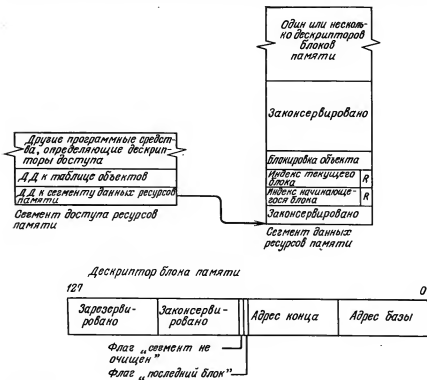 Один или несколь-
ко дескрипторов
блоков
памяти
Законсервировано
Блокировка объекта
Индекс текущего
блока
R
Индекс начинающе-
гося блока
R
Законсервировано
Сегмент данных
ресурсов памяти
Другие программные средст-
ва, определяющие дескрип-
торы доступа
Д.Д к таблице объектов
Д.Д к сегменту данных ресурсов
памяти
Сегмент доступа ресурсов
памяти
Дескриптор блока памяти
127
0
Зарезерви-
ровано
Законсерви-
ровано
Адрес конца
Адрес базы
Флаг „сегмент не
очищен”
Флаг „последний блок”